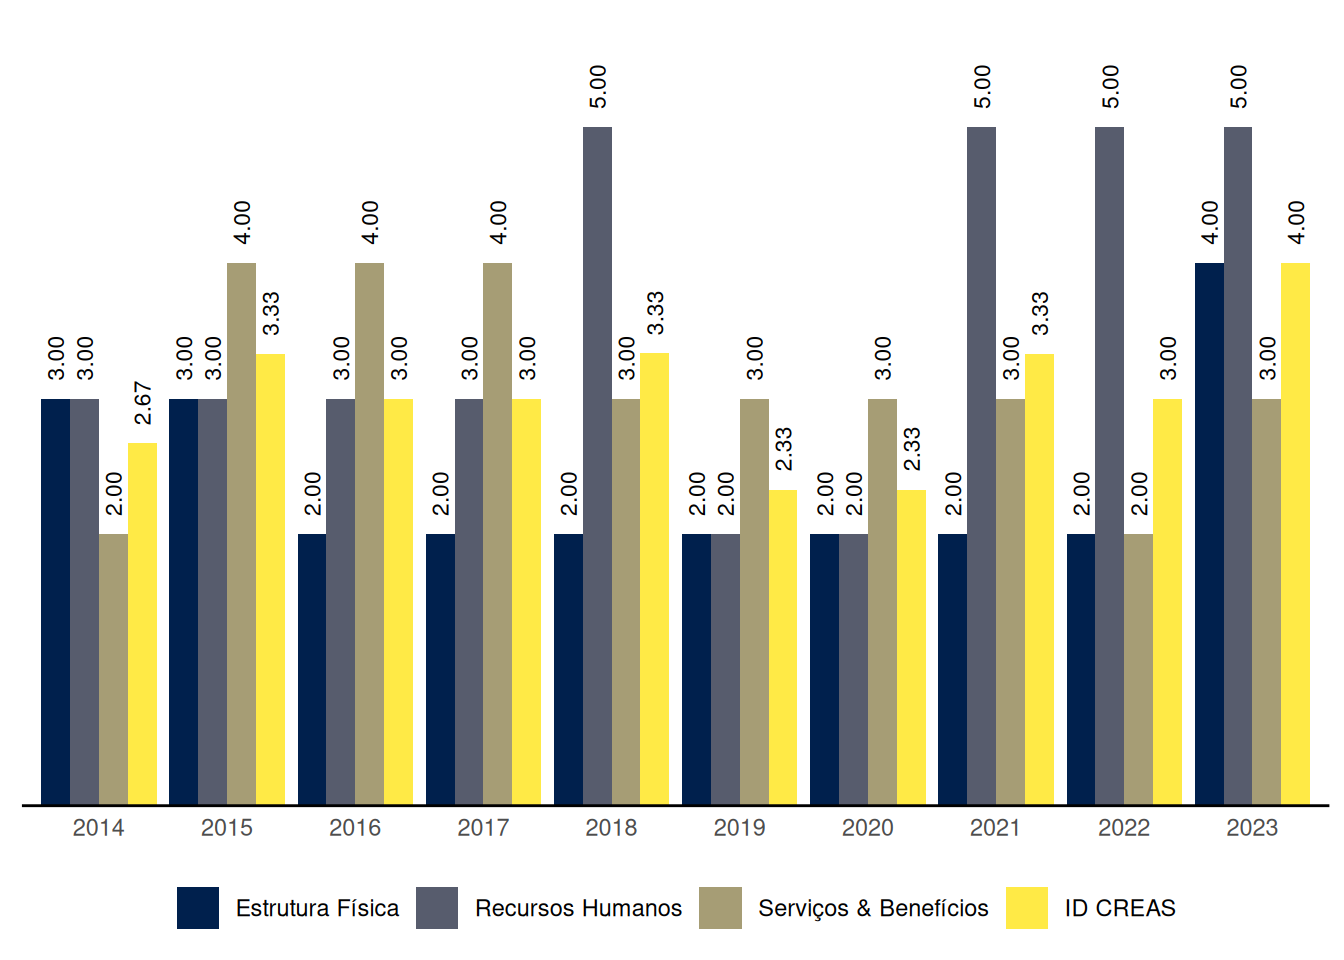 3.00 3.00 2.00 2.67
3.00 3.00 4.00 3.33
2.00 3.00 4.00 3.00
2.00 3.00 4.00 3.00
2.00 5.00 3.00 3.33
2.00 2.00 3.00 2.33
2.00 2.00 3.00 2.33
2.00 5.00 3.00 3.33
2.00 5.00 2.00 3.00
4.00 5.00 3.00 4.00
2014 2015 2016 2017 2018 2019 2020 2021 2022 2023
Estrutura Física Recursos Humanos Serviços & Benefícios ID CREAS